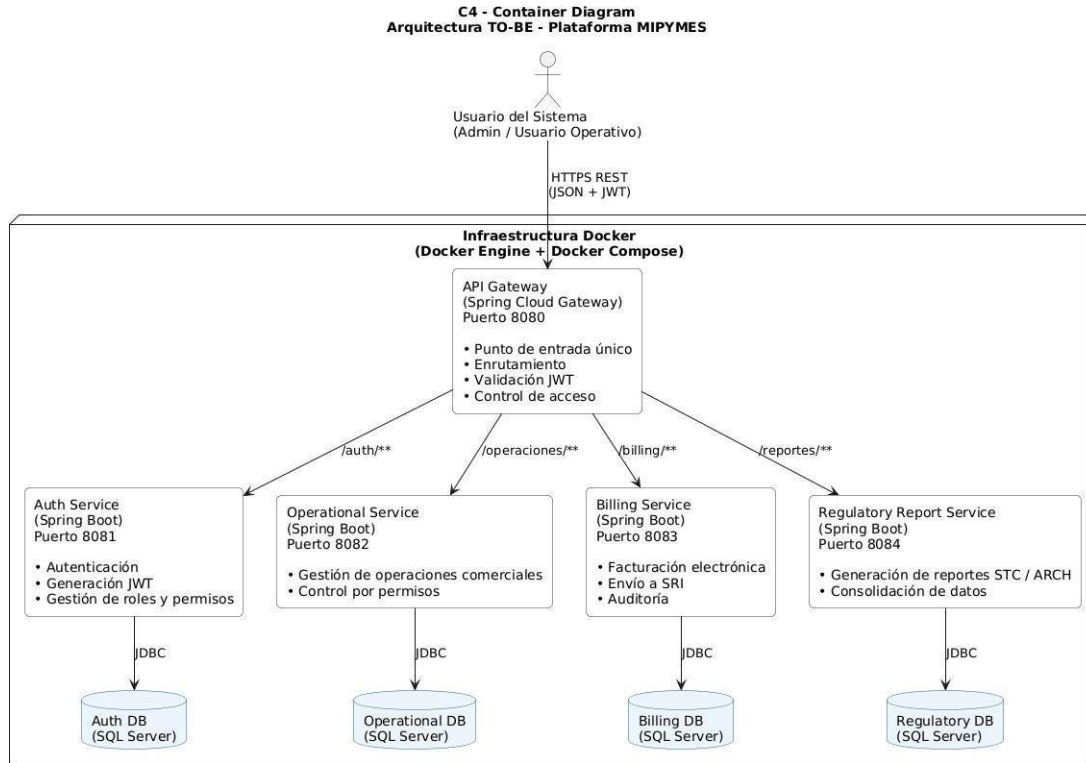 C4 - Container Diagram
Arquitectura TO-BE - Plataforma MIPYMES
Usuario del Sistema
(Admin / Usuario Operativo)
HTTPS REST
(JSON + JWT)
Infraestructura Docker
(Docker Engine + Docker Compose)
API Gateway
(Spring Cloud Gateway)
Puerto 8080
• Punto de entrada único
• Enrutamiento
• Validación JWT
• Control de acceso
/auth/**
/operaciones/**
/billing/**
/reportes/**
Auth Service
(Spring Boot)
Puerto 8081
• Autenticación
• Generación JWT
• Gestión de roles y permisos
Operational Service
(Spring Boot)
Puerto 8082
• Gestión de operaciones comerciales
• Control por permisos
Billing Service
(Spring Boot)
Puerto 8083
• Facturación electrónica
• Envío a SRI
• Auditoría
Regulatory Report Service
(Spring Boot)
Puerto 8084
• Generación de reportes STC / ARCH
• Consolidación de datos
JDBC
JDBC
JDBC
JDBC
Auth DB
(SQL Server)
Operational DB
(SQL Server)
Billing DB
(SQL Server)
Regulatory DB
(SQL Server)